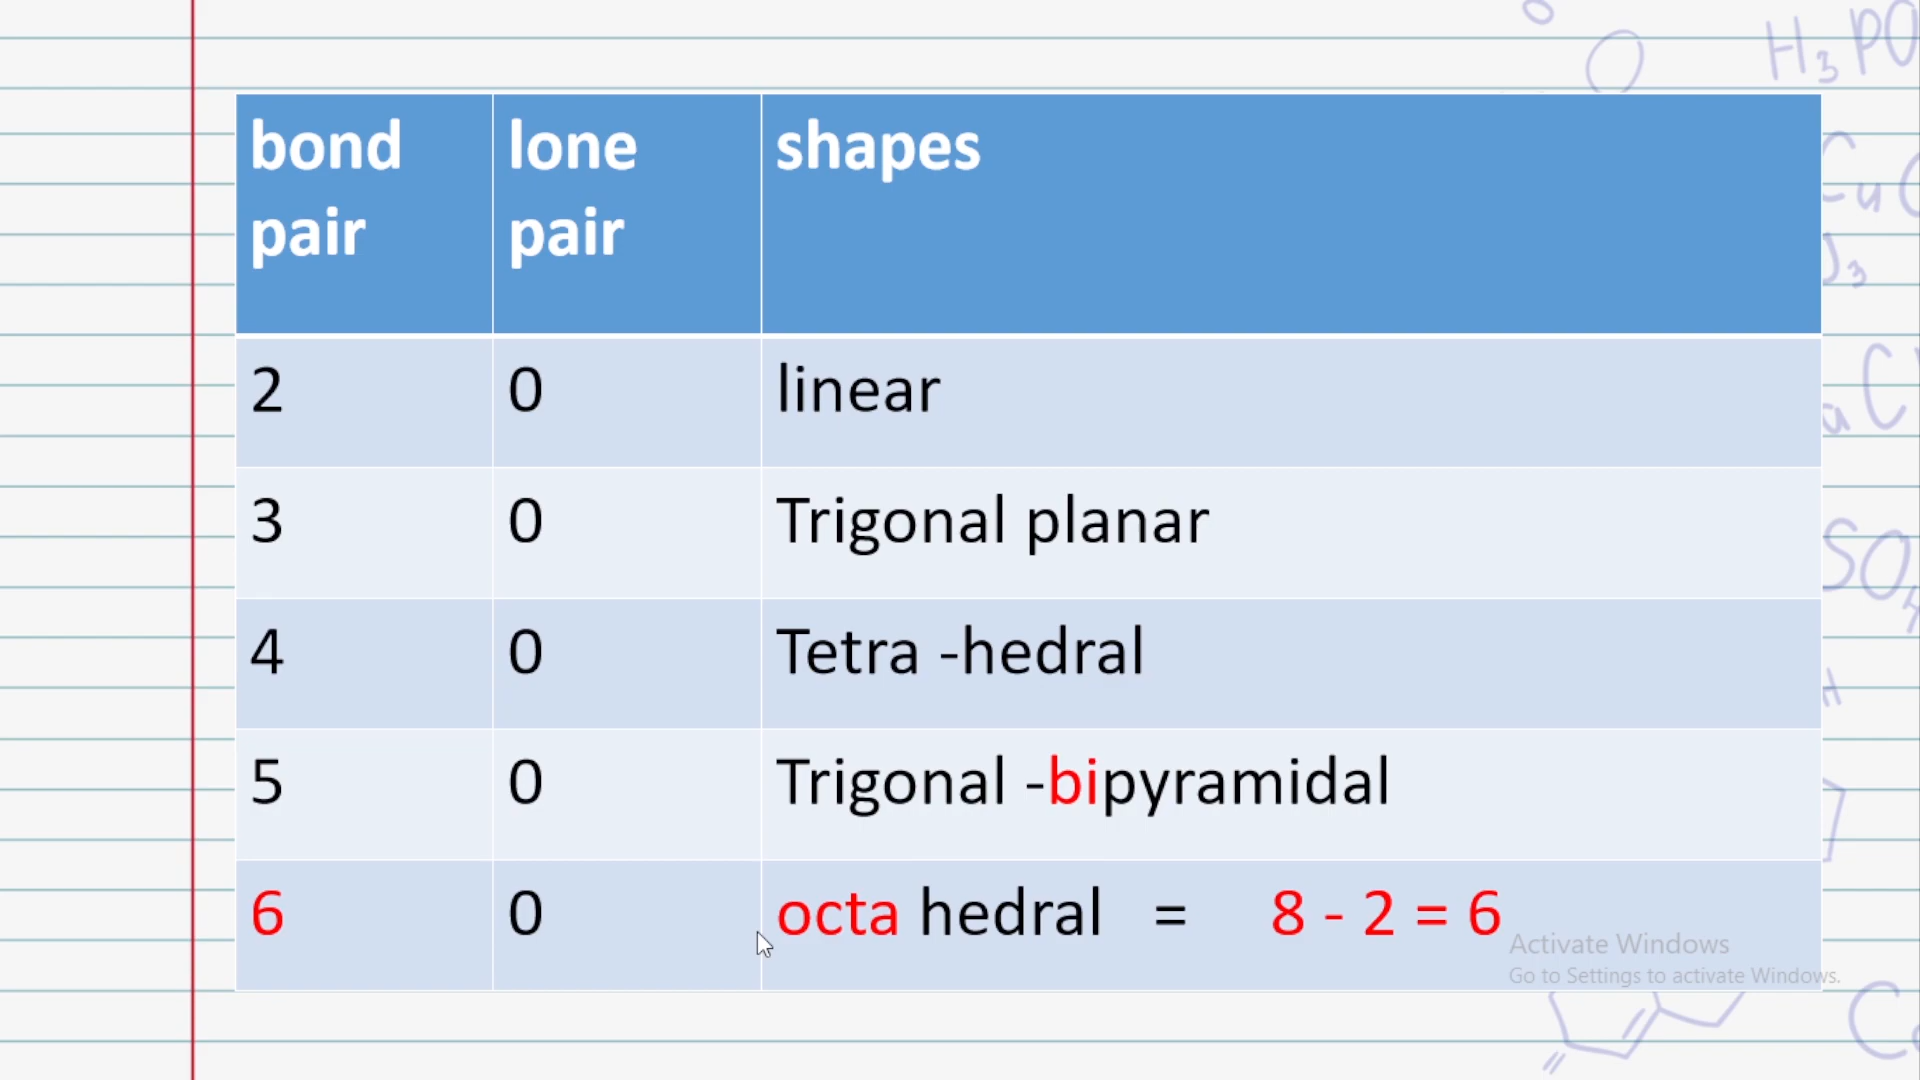 H₃PO
bond pair lone pair shapes
2 0 linear
3 0 Trigonal planar
4 0 Tetra -hedral
5 0 Trigonal -bipyramidal
6 0 octa hedral = 8 - 2 = 6
Activate Windows
Go to Settings to activate Windows.